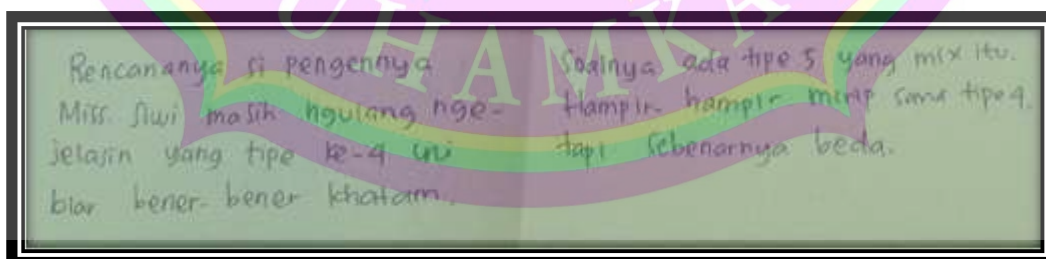 UHAMKA
Rencananya si pengennya
Miss. Siwi masih ngulang nge-
jelasin yang tipe ke-4 ini
biar bener-bener khatam.
Soalnya ada tipe 5 yang mix itu.
Hampir-hampir mirip sama tipe 4.
tapi sebenarnya beda.